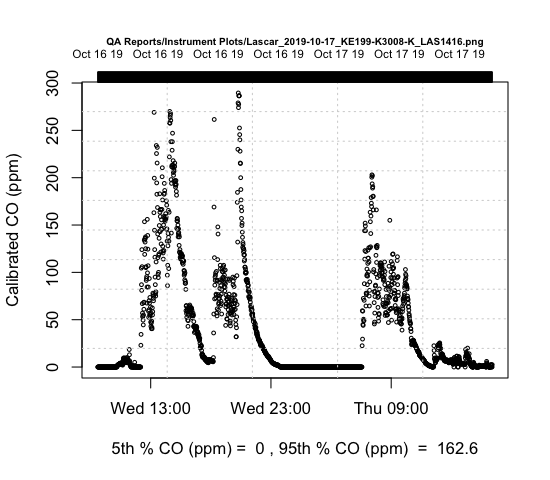 QA Reports/Instrument Plots/Lascar_2019-10-17_KE199-K3008-K_LAS1416.png
Oct 16 19 Oct 16 19 Oct 16 19 Oct 16 19 Oct 17 19 Oct 17 19 Oct 17 19
300
250
200
150
100
50
0
Calibrated CO (ppm)
Wed 13:00 Wed 23:00 Thu 09:00
5th % CO (ppm) = 0 , 95th % CO (ppm) = 162.6